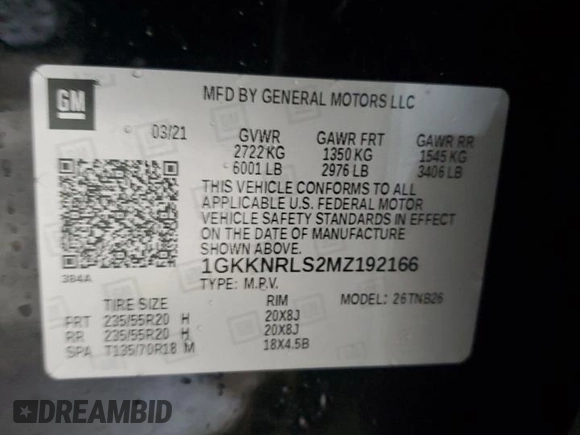 GM
MFD BY GENERAL MOTORS LLC
03/21 GVWR GAWR FRT GAWR RR
2722 KG 1350 KG 1545 KG
6001 LB 2976 LB 3406 LB
THIS VEHICLE CONFORMS TO ALL
APPLICABLE U.S. FEDERAL MOTOR
VEHICLE SAFETY STANDARDS IN EFFECT
ON THE DATE OF MANUFACTURE
SHOWN ABOVE.
384A
1GKKNRLS2MZ192166
TYPE: M.P.V. MODEL: 26TNB26
TIRE SIZE RIM
FRT 235/55R20 H 20X8J
RR 235/55R20 H 20X8J
SPA T135/70R18 M 18X4.5B
DREAMBID